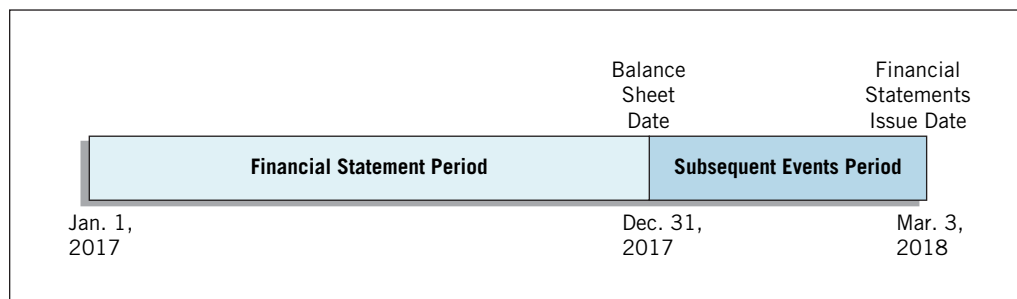 Balance
Sheet
Date
Financial
Statements
Issue Date
Financial Statement Period
Subsequent Events Period
Jan. 1,
2017
Dec. 31,
2017
Mar. 3,
2018